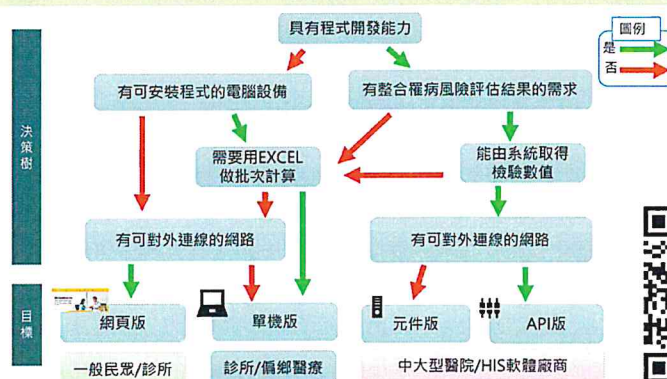 具有程式開發能力
圖例
是
否
有可安裝程式的電腦設備
有整合罹病風險評估結果的需求
決策樹
需要用EXCEL
做批次計算
能由系統取得
檢驗數值
有可對外連線的網路
有可對外連線的網路
目標
網頁版
單機版
元件版
API版
一般民眾/診所
診所/偏鄉醫療
中大型醫院/HIS軟體廠商